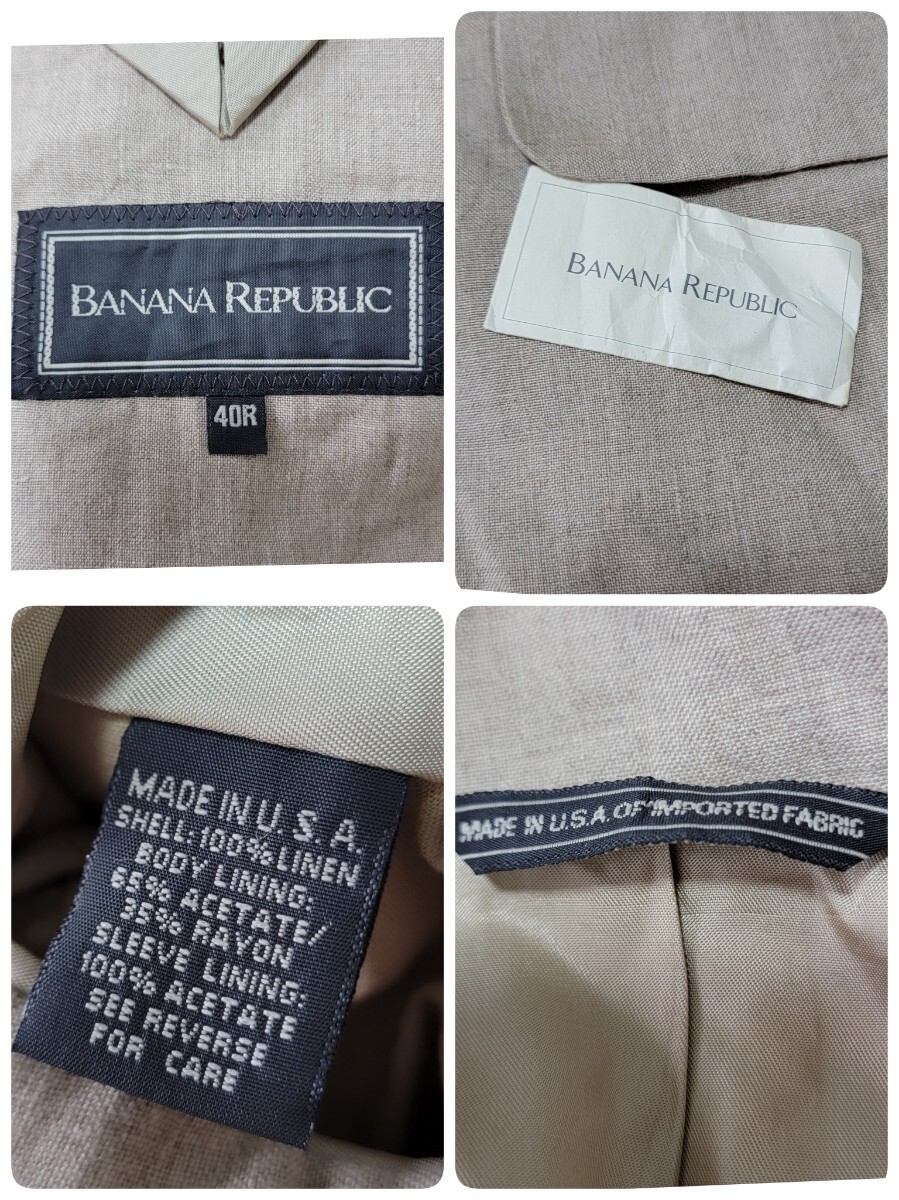 BANANA REPUBLIC
40R
BANANA REPUBLIC
MADE IN U.S.A.
SHELL: 100% LINEN
BODY LINING:
65% ACETATE/
35% RAYON
SLEEVE LINING:
100% ACETATE
SEE REVERSE
FOR CARE
MADE IN U.S.A. OF IMPORTED FABRIC